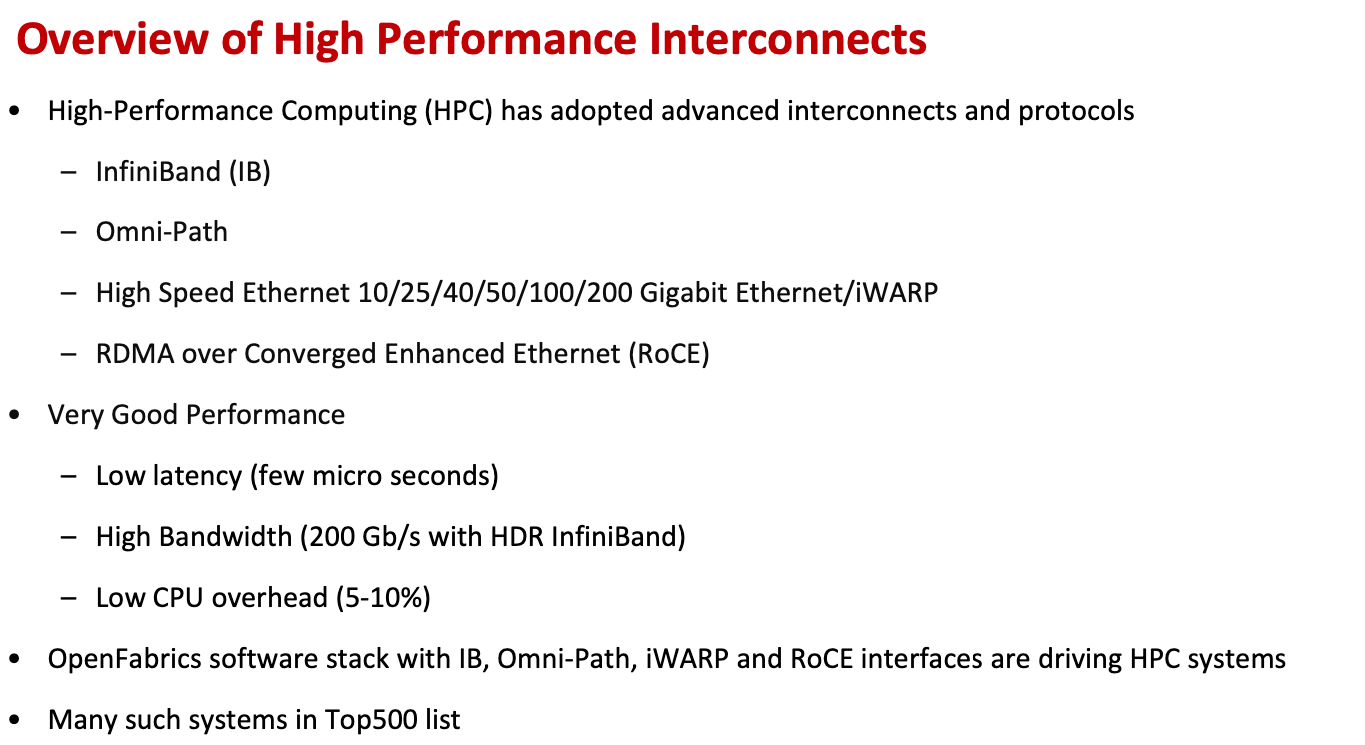 Overview of High Performance Interconnects
• High-Performance Computing (HPC) has adopted advanced interconnects and protocols
– InfiniBand (IB)
– Omni-Path
– High Speed Ethernet 10/25/40/50/100/200 Gigabit Ethernet/iWARP
– RDMA over Converged Enhanced Ethernet (RoCE)
• Very Good Performance
– Low latency (few micro seconds)
– High Bandwidth (200 Gb/s with HDR InfiniBand)
– Low CPU overhead (5-10%)
• OpenFabrics software stack with IB, Omni-Path, iWARP and RoCE interfaces are driving HPC systems
• Many such systems in Top500 list